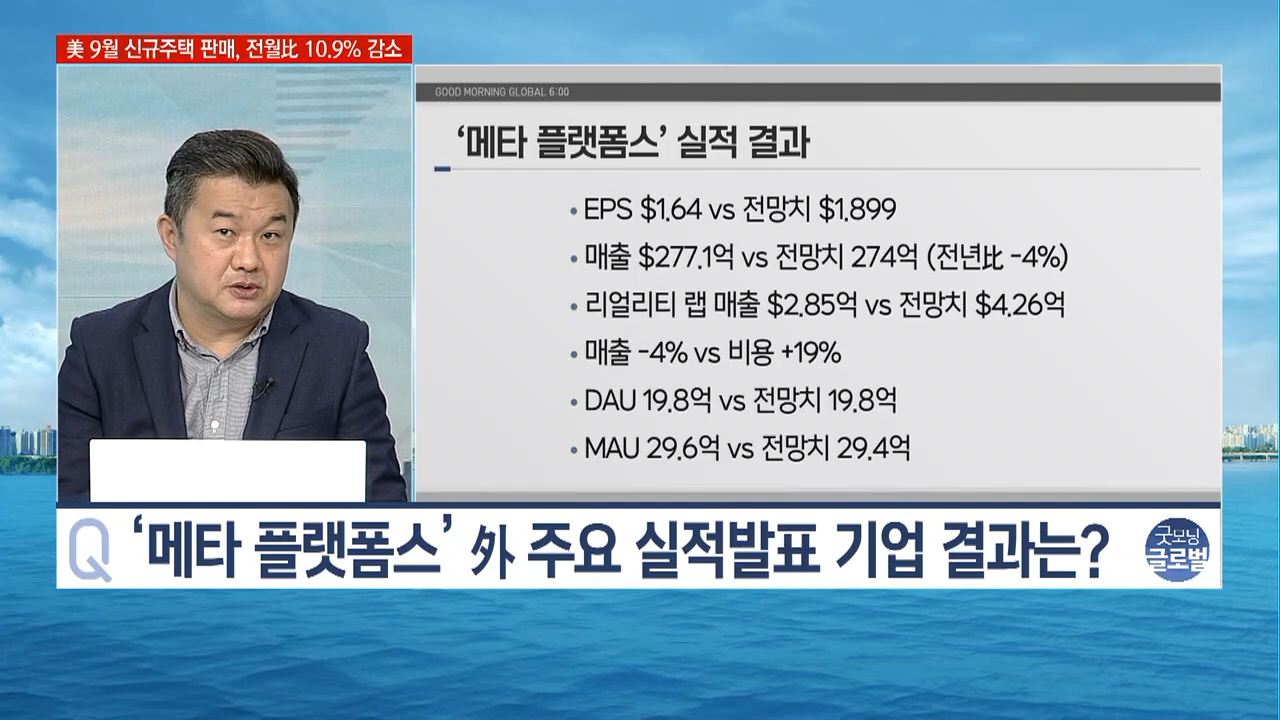 美 9월 신규주택 판매, 전월比 10.9% 감소
GOOD MORNING GLOBAL 6:00
‘메타 플랫폼스’ 실적 결과
• EPS $1.64 vs 전망치 $1.899
• 매출 $277.1억 vs 전망치 274억 (전년比 -4%)
• 리얼리티 랩 매출 $2.85억 vs 전망치 $4.26억
• 매출 -4% vs 비용 +19%
• DAU 19.8억 vs 전망치 19.8억
• MAU 29.6억 vs 전망치 29.4억
Q ‘메타 플랫폼스’ 外 주요 실적발표 기업 결과는?
굿모닝
글로벌